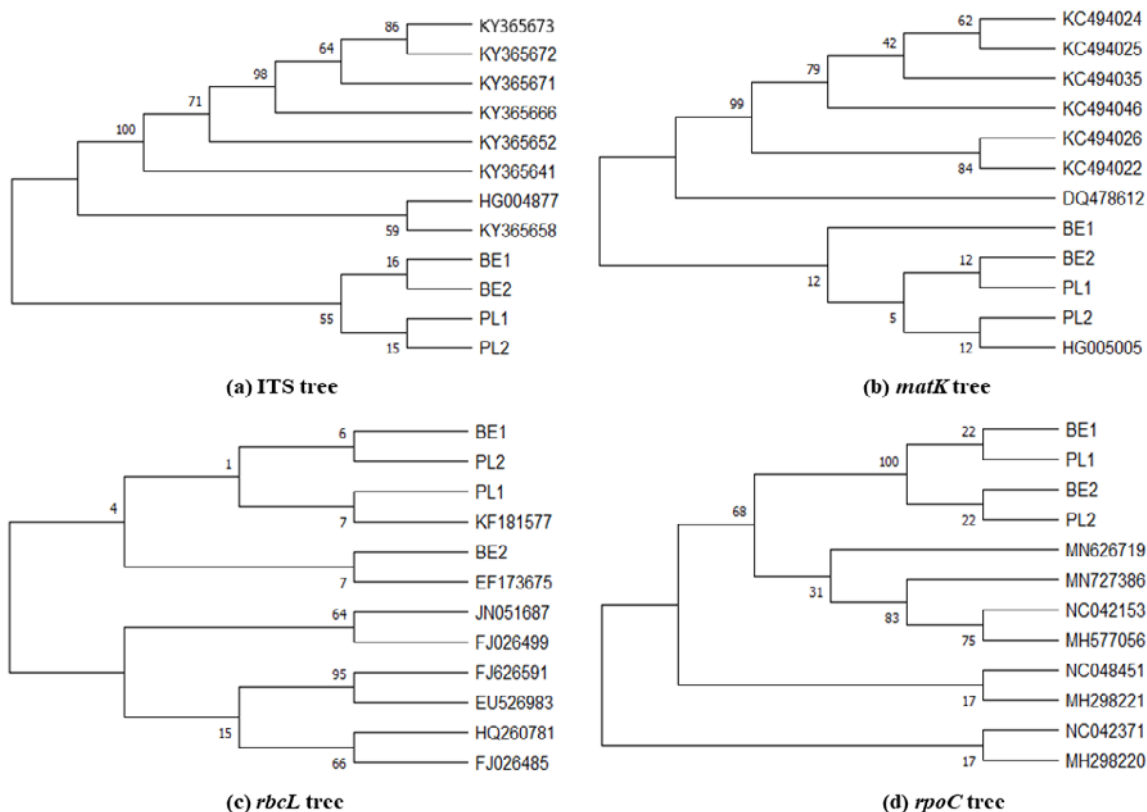 86
KY365673
KY365672
64
KY365671
98
KY365666
71
KY365652
100
KY365641
HG004877
59
KY365658
16
BE1
BE2
55
PL1
15
PL2
(a) ITS tree
62
KC494024
KC494025
42
KC494035
79
KC494046
99
KC494026
84
KC494022
DQ478612
BE1
12
12
BE2
PL1
5
PL2
12
HG005005
(b) matK tree
6
BE1
PL2
1
PL1
7
KF181577
4
BE2
7
EF173675
64
JN051687
FJ026499
95
FJ626591
EU526983
15
HQ260781
66
FJ026485
(c) rbcL tree
22
BE1
PL1
100
BE2
22
PL2
68
MN626719
31
MN727386
83
NC042153
75
MH577056
NC048451
17
MH298221
NC042371
17
MH298220
(d) rpoC tree